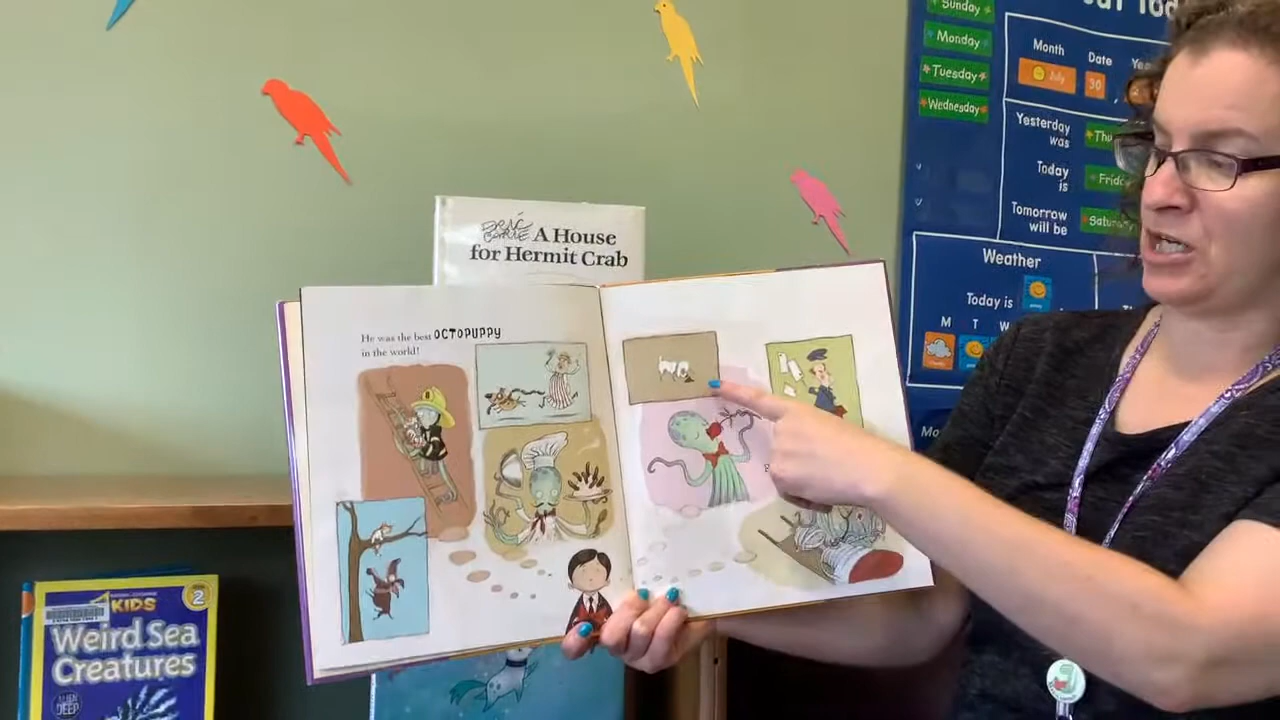 Sunday
Monday
Tuesday
Wednesday
Month
Date
July
30
Yesterday
was
Today
is
Tomorrow
will be
Weather
Today is
M T
A House
for Hermit Crab
He was the best OCTOPUPPY
in the world!
KIDS
2
Weird Sea
Creatures